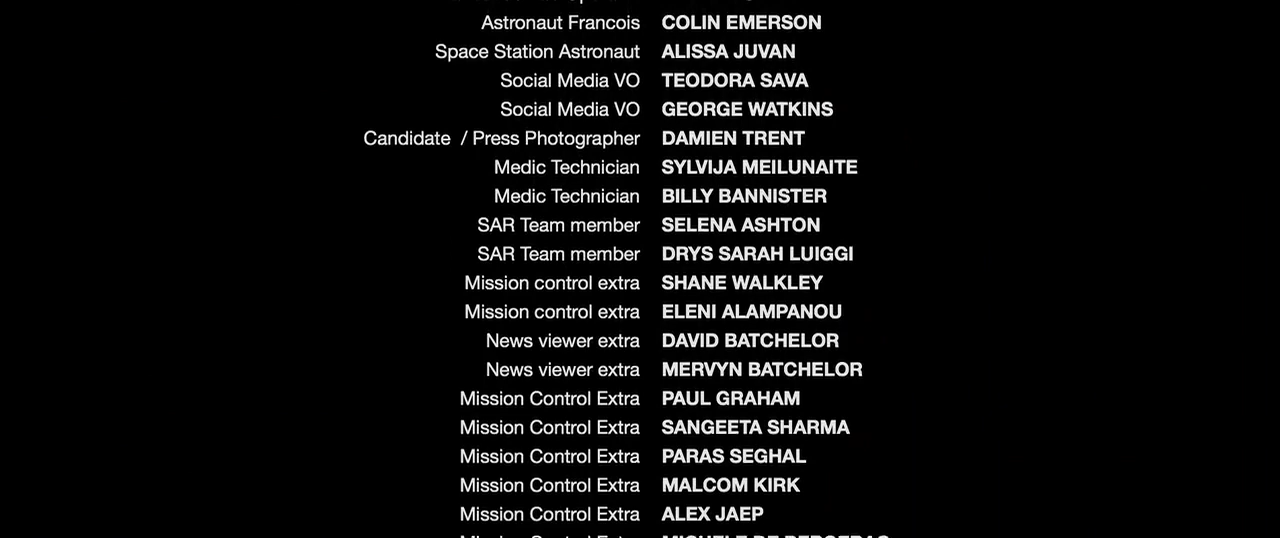 Astronaut Francois COLIN EMERSON
Space Station Astronaut ALISSA JUVAN
Social Media VO TEODORA SAVA
Social Media VO GEORGE WATKINS
Candidate / Press Photographer DAMIEN TRENT
Medic Technician SYLVIJA MEILUNAITE
Medic Technician BILLY BANNISTER
SAR Team member SELENA ASHTON
SAR Team member DRYS SARAH LUIGGI
Mission control extra SHANE WALKLEY
Mission control extra ELENI ALAMPANOU
News viewer extra DAVID BATCHELOR
News viewer extra MERVYN BATCHELOR
Mission Control Extra PAUL GRAHAM
Mission Control Extra SANGEETA SHARMA
Mission Control Extra PARAS SEGHAL
Mission Control Extra MALCOM KIRK
Mission Control Extra ALEX JAEP